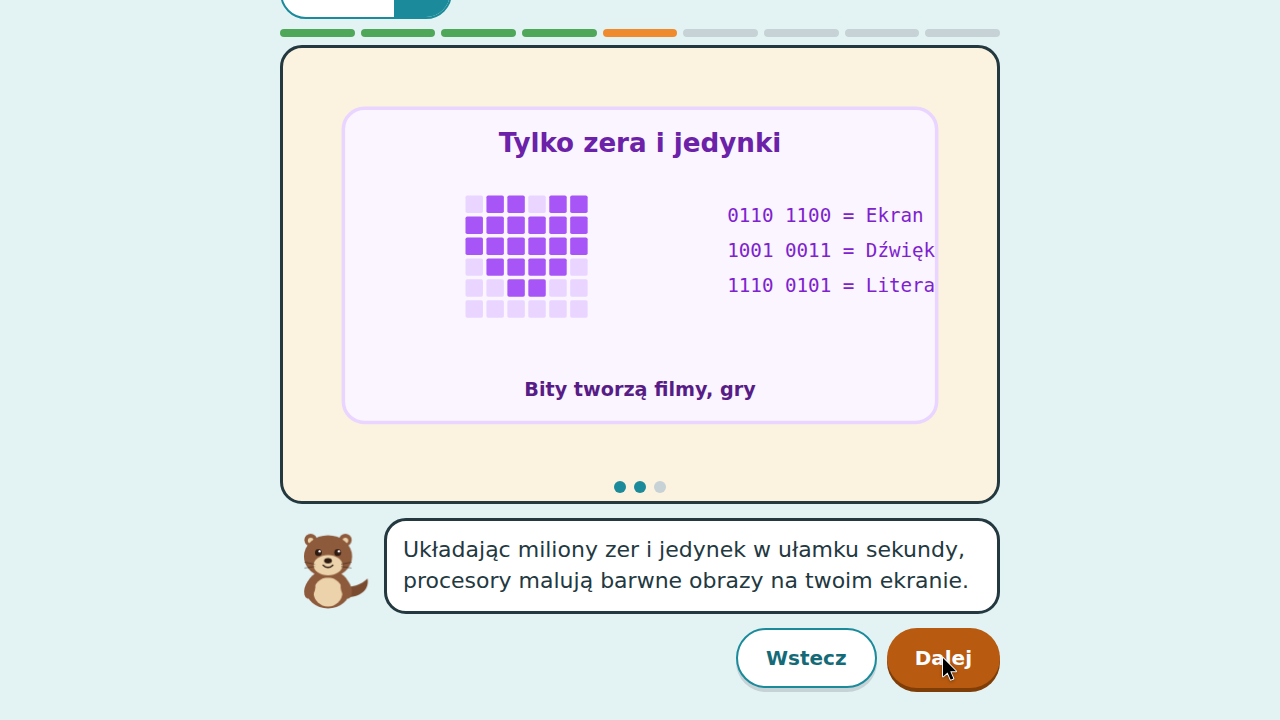 Tylko zera i jedynki
0110 1100 = Ekran
1001 0011 = Dźwięk
1110 0101 = Litera
Bity tworzą filmy, gry
Układając miliony zer i jedynek w ułamku sekundy,
procesory malują barwne obrazy na twoim ekranie.
Wstecz
Dalej